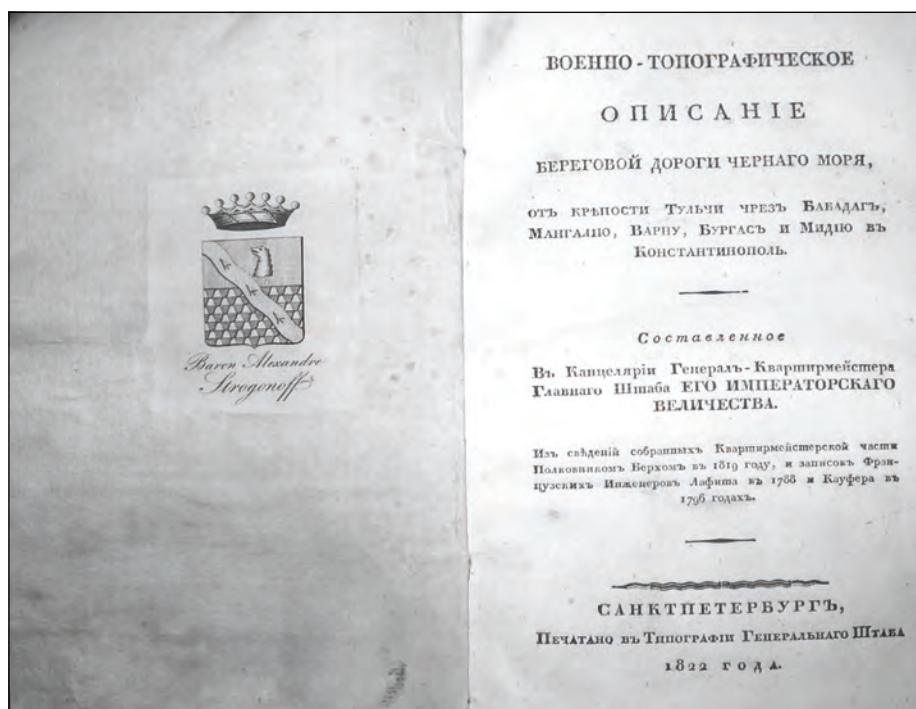 Baron Alexandre
Strogonoff
ВОЕННО-ТОПОГРАФИЧЕСКОЕ
ОПИСАНІЕ
БЕРЕГОВОЙ ДОРОГИ ЧЕРНАГО МОРЯ,
отъ крѣпости Тульчи чрезъ Бабадагъ,
Мангалію, Варну, Бургасъ и Мидію въ
Константинополь.
Составленное
Въ Канцеляріи Генералъ-Квартирмейстера
Главнаго Штаба ЕГО ИМПЕРАТОРСКАГО
ВЕЛИЧЕСТВА.
Изъ свѣденій собранныхъ Квартирмейстерской части
Полковникомъ Берхомъ въ 1819 году, и записокъ Фран-
цузскихъ Инженеровъ Лафита въ 1788 и Кауфера въ
1796 годахъ.
САНКТПЕТЕРБУРГЪ,
Печатано въ Типографіи Генеральнаго Штаба
1822 года.